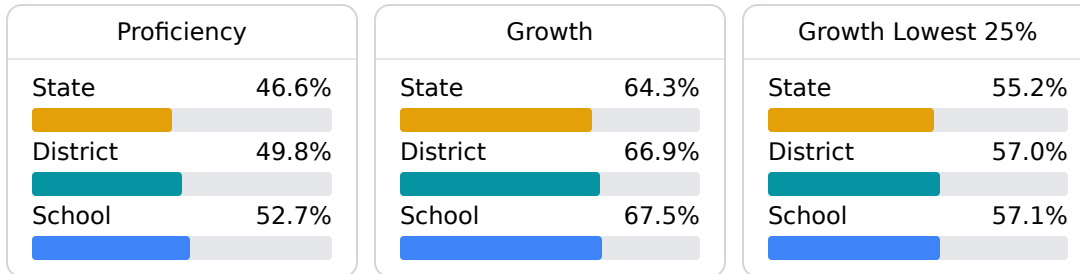 Proficiency
State 46.6%
District 49.8%
School 52.7%
Growth
State 64.3%
District 66.9%
School 67.5%
Growth Lowest 25%
State 55.2%
District 57.0%
School 57.1%